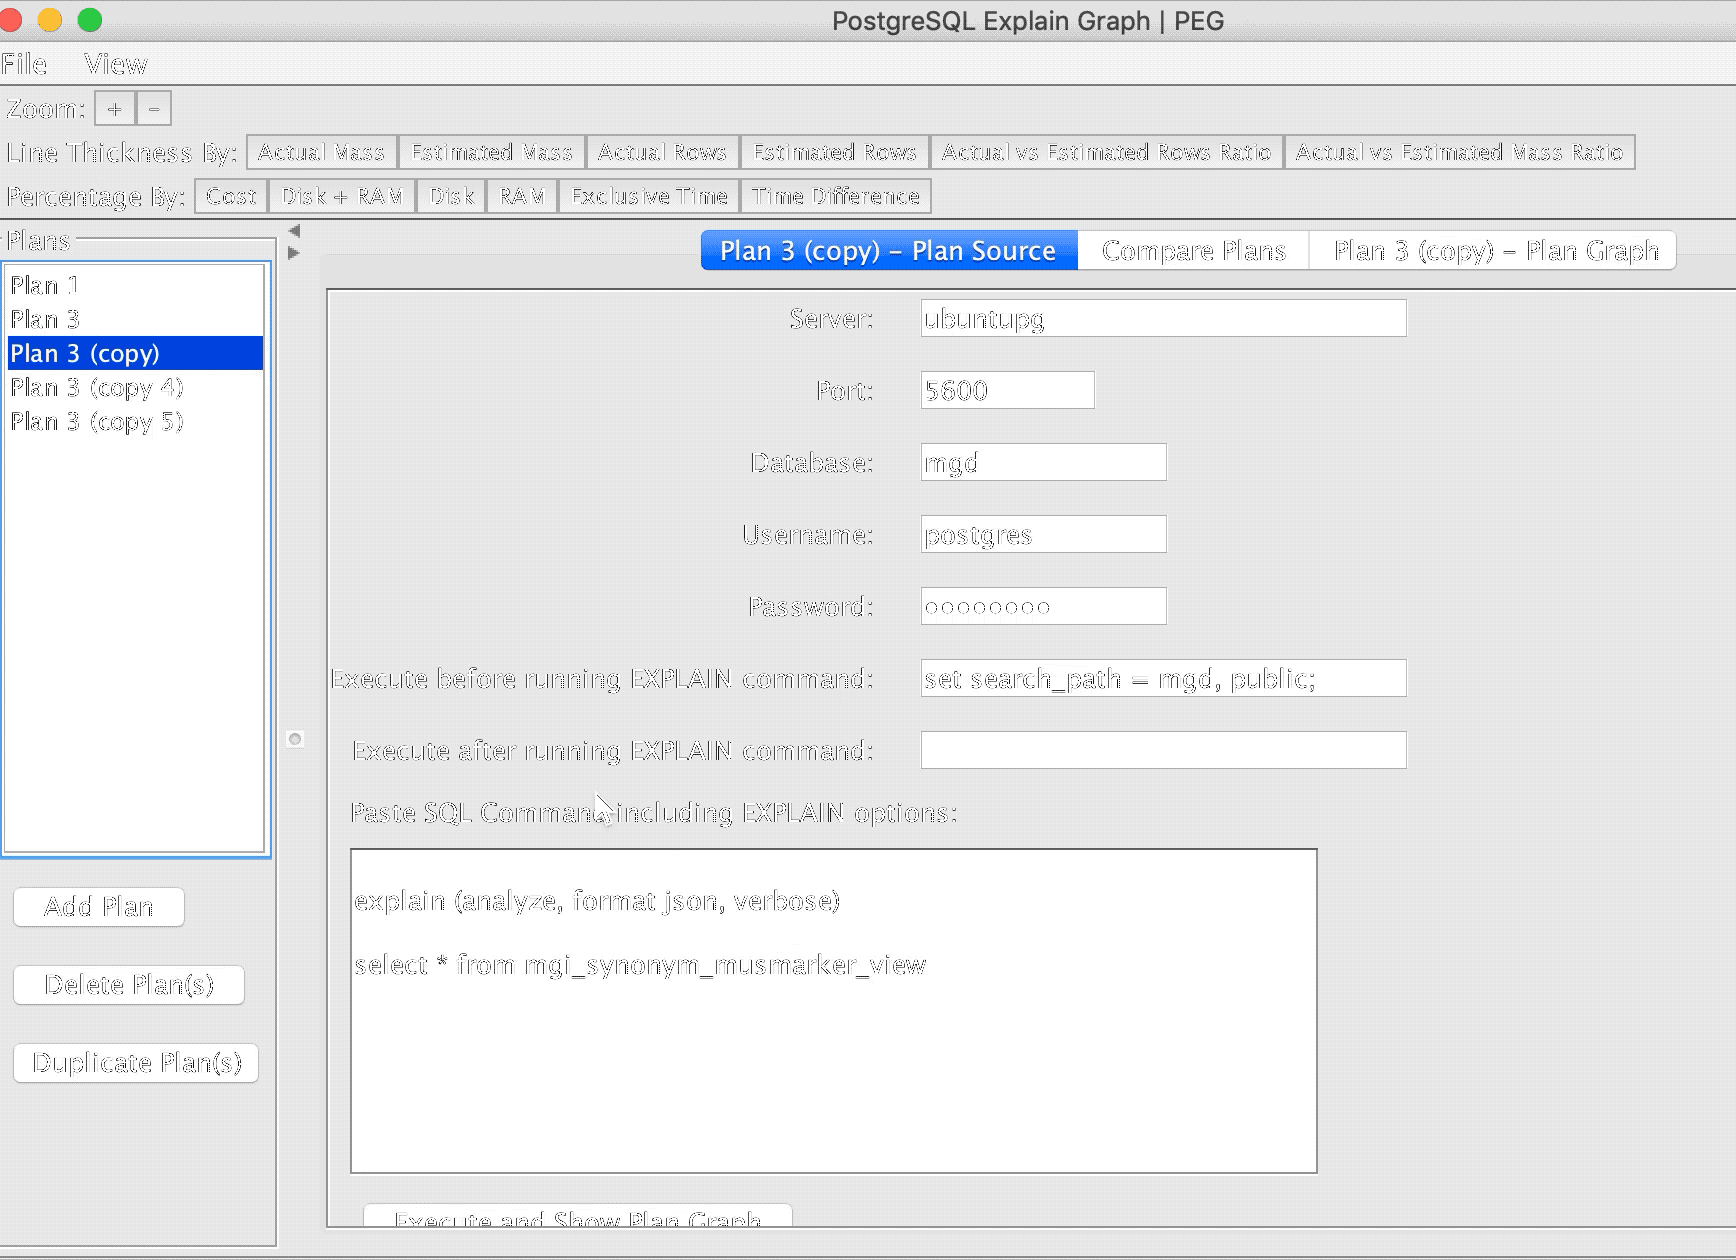 PostgreSQL Explain Graph | PEG
File View
Zoom: + -
Line Thickness By: Actual Mass Estimated Mass Actual Rows Estimated Rows Actual vs Estimated Rows Ratio Actual vs Estimated Mass Ratio
Percentage By: Cost Disk + RAM Disk RAM Exclusive Time Time Difference
Plans
Plan 1
Plan 3
Plan 3 (copy)
Plan 3 (copy 4)
Plan 3 (copy 5)
Add Plan
Delete Plan(s)
Duplicate Plan(s)
Plan 3 (copy) – Plan Source Compare Plans Plan 3 (copy) – Plan Graph
Server: ubuntupg
Port: 5600
Database: mgd
Username: postgres
Password:
Execute before running EXPLAIN command: set search_path = mgd, public;
Execute after running EXPLAIN command:
Paste SQL Command including EXPLAIN options:
explain (analyze, format json, verbose)
select * from mgi_synonym_musmarker_view
Execute and Show Plan Graph